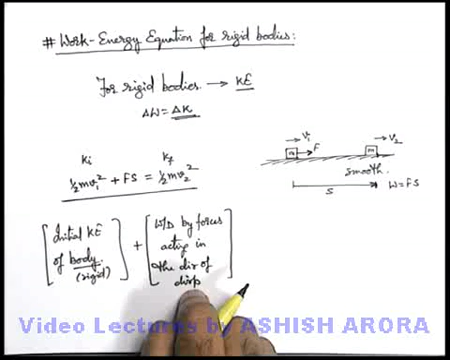 # Work-Energy Equation for rigid bodies:
For rigid bodies → KE
ΔW = ΔK
Ki Kf
½mv₁² + FS = ½mv₂²
v₁ v₂
m F m
smooth.
S W = FS
[Initial KE of body (rigid)] + [W/D by forces acting in the dir of disp]
Video Lectures by ASHISH ARORA